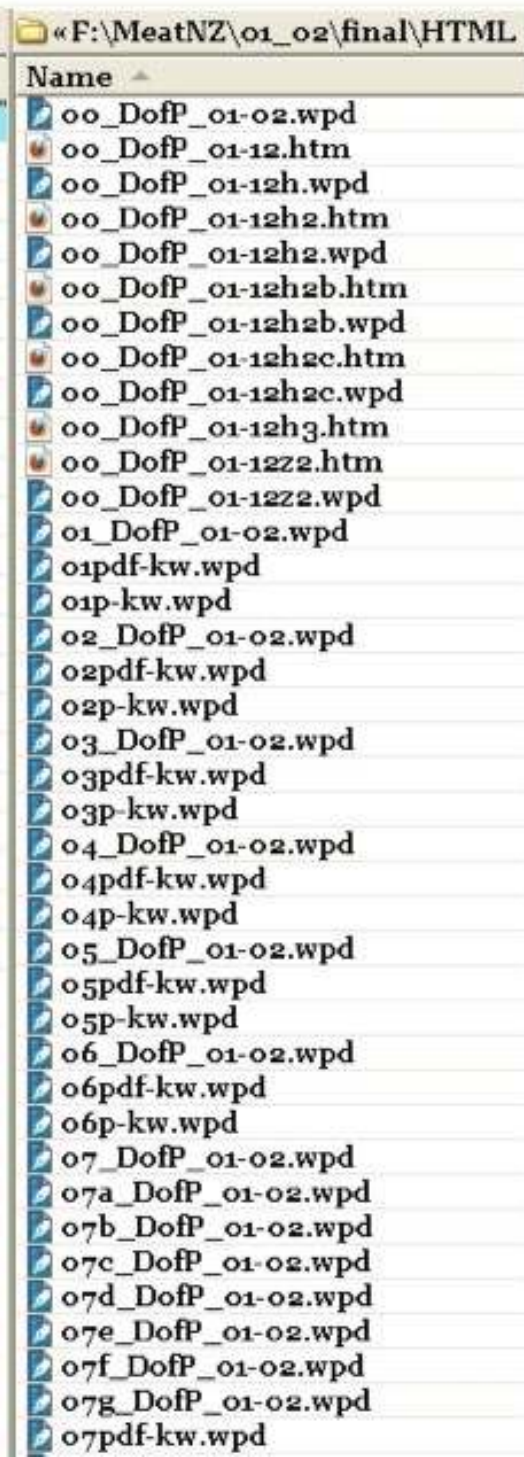 «F:\MeatNZ\01_02\final\HTML
Name
00_DofP_01-02.wpd
00_DofP_01-12.htm
00_DofP_01-12h.wpd
00_DofP_01-12h2.htm
00_DofP_01-12h2.wpd
00_DofP_01-12h2b.htm
00_DofP_01-12h2b.wpd
00_DofP_01-12h2c.htm
00_DofP_01-12h2c.wpd
00_DofP_01-12h3.htm
00_DofP_01-12z2.htm
00_DofP_01-12z2.wpd
01_DofP_01-02.wpd
01pdf-kw.wpd
01p-kw.wpd
02_DofP_01-02.wpd
02pdf-kw.wpd
02p-kw.wpd
03_DofP_01-02.wpd
03pdf-kw.wpd
03p-kw.wpd
04_DofP_01-02.wpd
04pdf-kw.wpd
04p-kw.wpd
05_DofP_01-02.wpd
05pdf-kw.wpd
05p-kw.wpd
06_DofP_01-02.wpd
06pdf-kw.wpd
06p-kw.wpd
07_DofP_01-02.wpd
07a_DofP_01-02.wpd
07b_DofP_01-02.wpd
07c_DofP_01-02.wpd
07d_DofP_01-02.wpd
07e_DofP_01-02.wpd
07f_DofP_01-02.wpd
07g_DofP_01-02.wpd
07pdf-kw.wpd